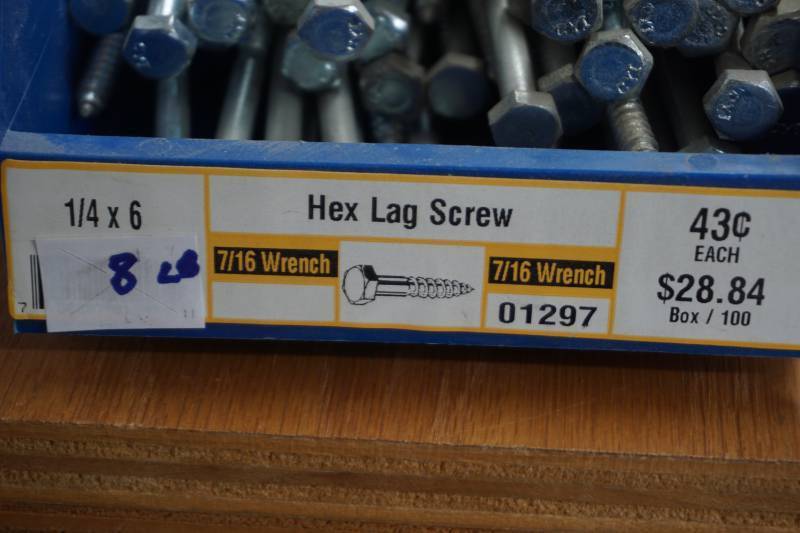 1/4 x 6
8 LB
7
Hex Lag Screw
7/16 Wrench
7/16 Wrench
01297
43¢
EACH
$28.84
Box / 100